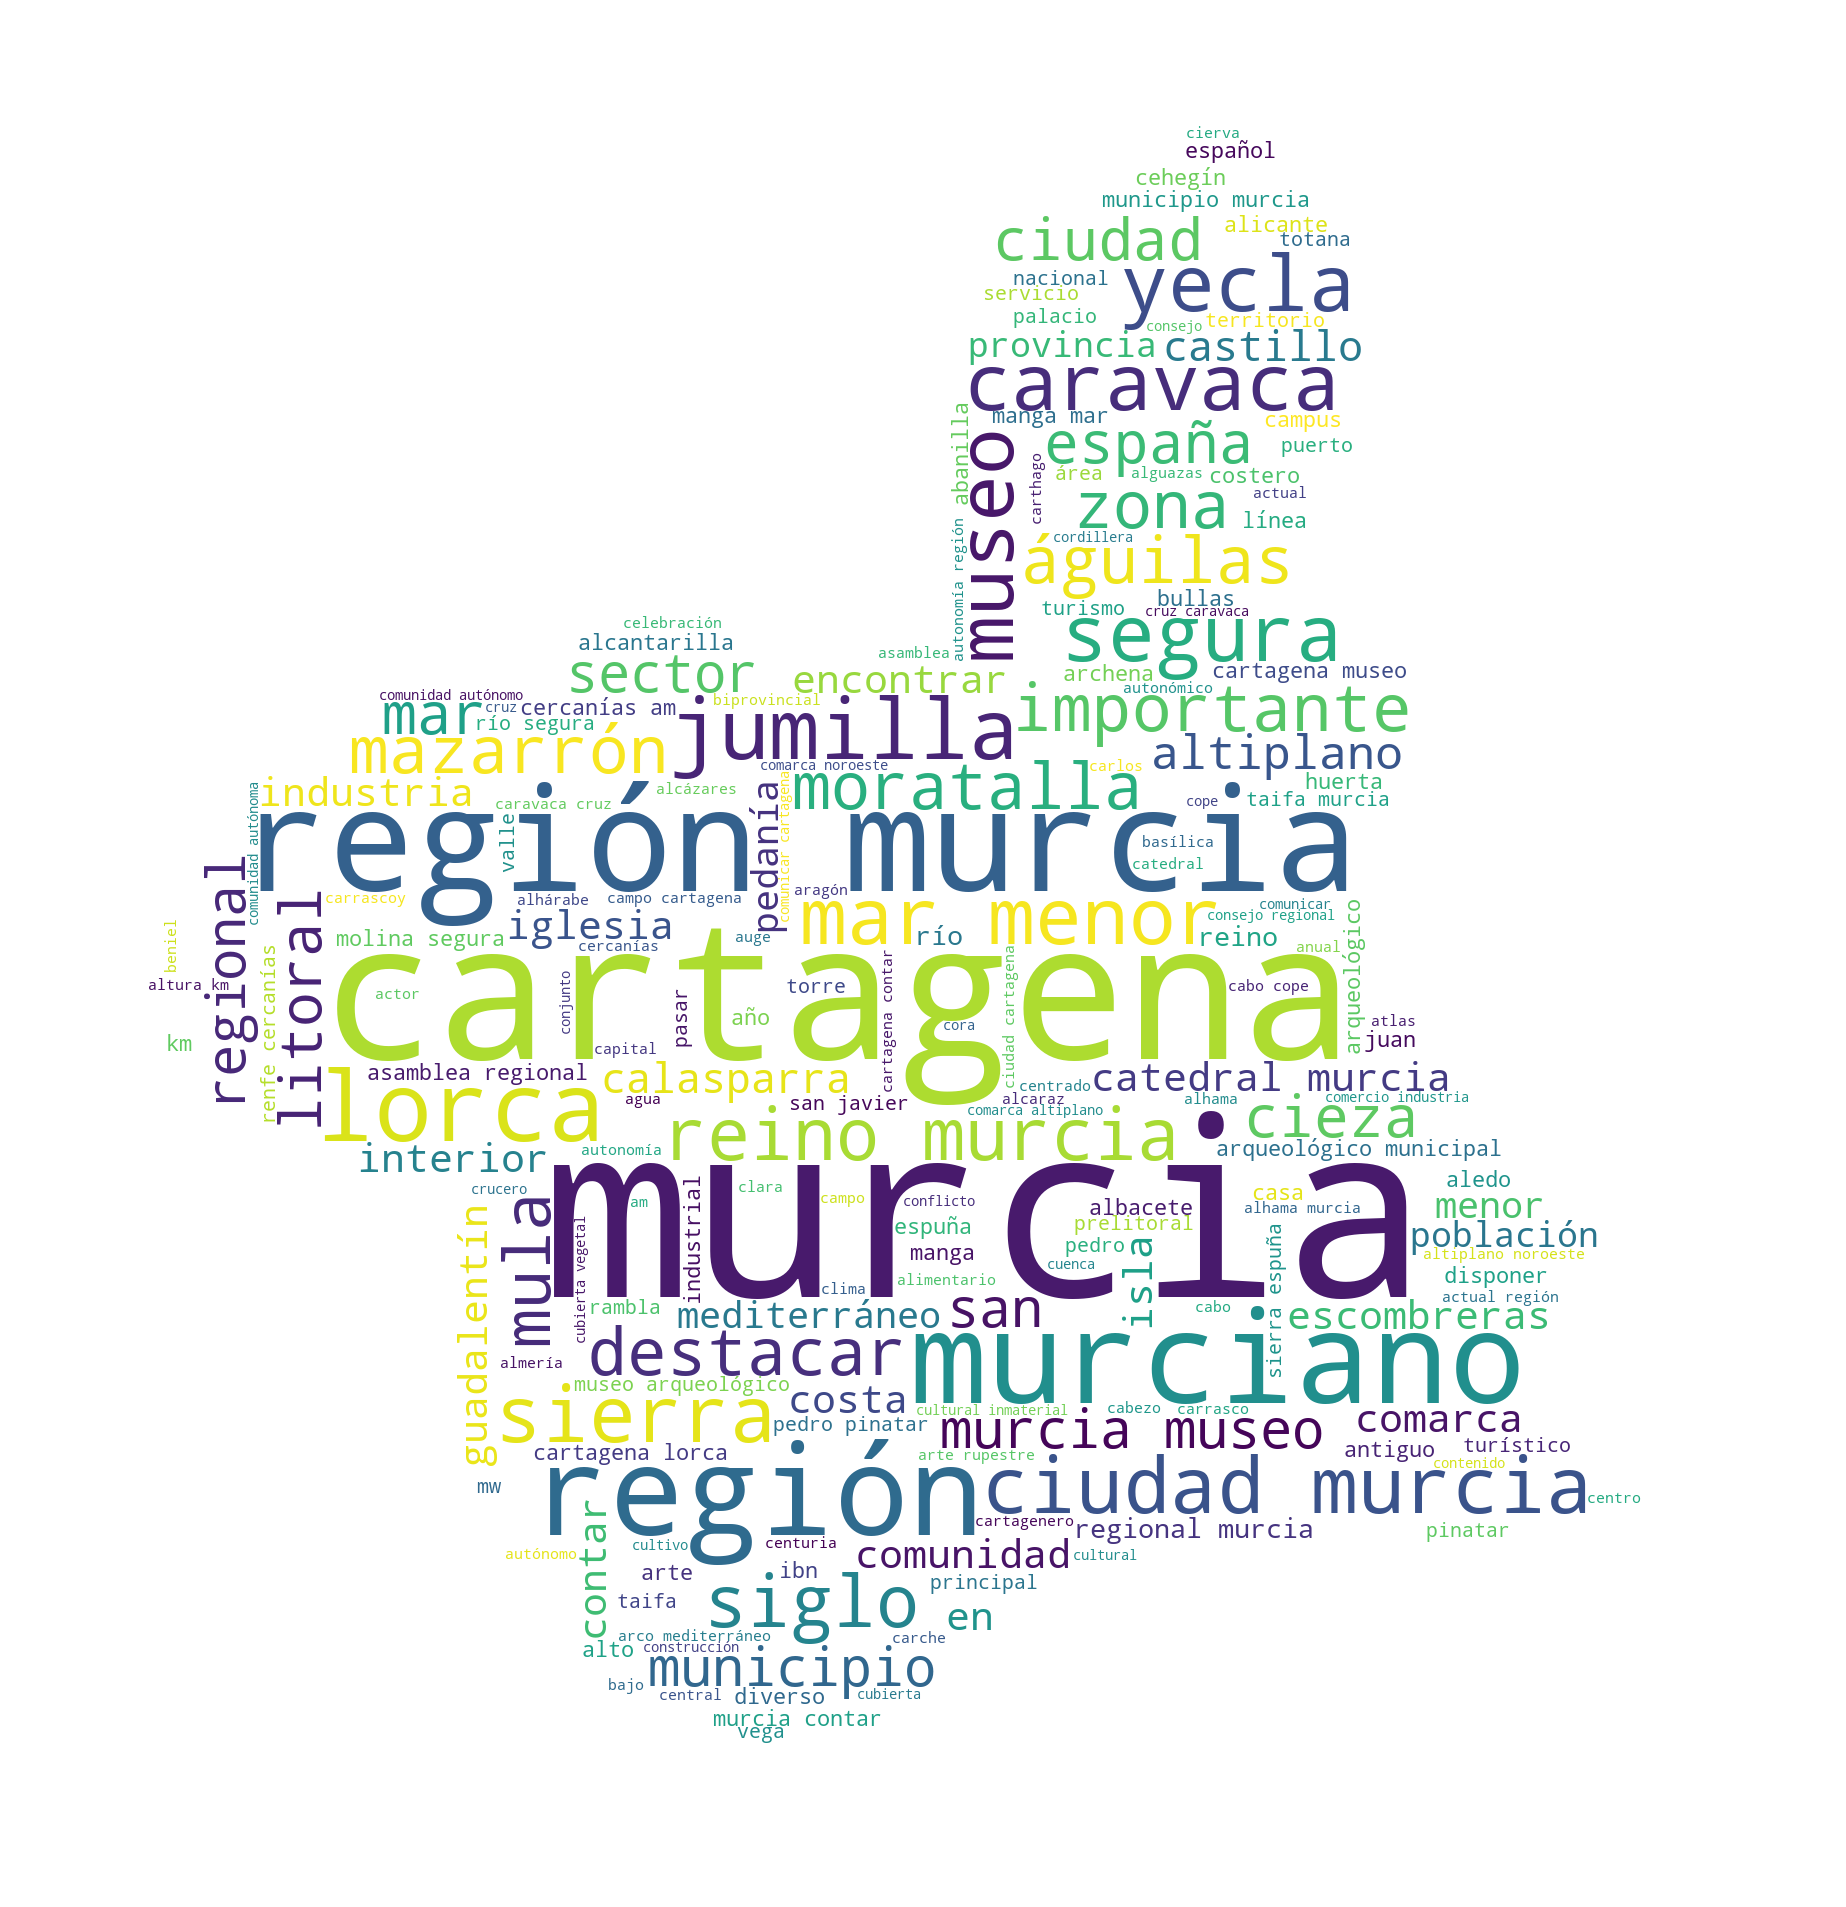 cierva
español
cehegín
municipio murcia
ciudad
alicante
totana
nacional
yecla
servicio
palacio
consejo
territorio
provincia
castillo
caravaca
manga mar
campus
abanilla
museo
españa
puerto
carthago
área
alguazas
costero
actual
zona
línea
autonomía región
cordillera
águilas
bullas
turismo
cruz caravaca
segura
celebración
alcantarilla
asamblea
sector
encontrar
archena
cartagena museo
autonómico
comunidad autónomo
cruz
cercanías am
biprovincial
mar
río segura
jumilla
importante
mazarrón
altiplano
comarca noroeste
carlos
industria
alcázares
moratalla
huerta
caravaca cruz
cope
taifa murcia
comunidad autónoma
región murcia
valle
pedanía
comunicar cartagena
basílica
catedral
regional
litoral
carrascoy
alhárabe
campo cartagena
aragón
mar menor
comunicar
consejo regional
arqueológico
beniel
molina segura
iglesia
cercanías
auge
río
reino
anual
renfe cercanías
altura km
actor
cartagena
conjunto
pasar
torre
cartagena contar
ciudad cartagena
cabo cope
año
cora
atlas
km
capital
juan
lorca
asamblea regional
calasparra
centrado
catedral murcia
agua
san javier
alcaraz
alhama
comercio industria
comarca altiplano
cieza
reino murcia
interior
autonomía
arqueológico municipal
crucero
mula
murcia
clara
campo
conflicto
albacete
casa
aledo
am
industrial
alhama murcia
menor
guadalentín
cubierta vegetal
espuña
prelitoral
población
manga
pedro
isla
sierra espuña
altiplano noroeste
cuenca
disponer
clima
alimentario
actual región
rambla
mediterráneo
san
cabo
escombreras
almería
destacar
murciano
museo arqueológico
sierra
costa
cultural inmaterial
cabezo
carrasco
pedro pinatar
murcia museo
comarca
cartagena lorca
arte rupestre
antiguo
turístico
contenido
mw
región
ciudad murcia
centro
contar
cartagenero
regional murcia
pinatar
autónomo
cultivo
centuria
comunidad
cultural
arte
ibn
principal
taifa
siglo
en
arco mediterráneo
carche
alto
construcción
municipio
bajo
central
diverso
cubierta
murcia contar
vega